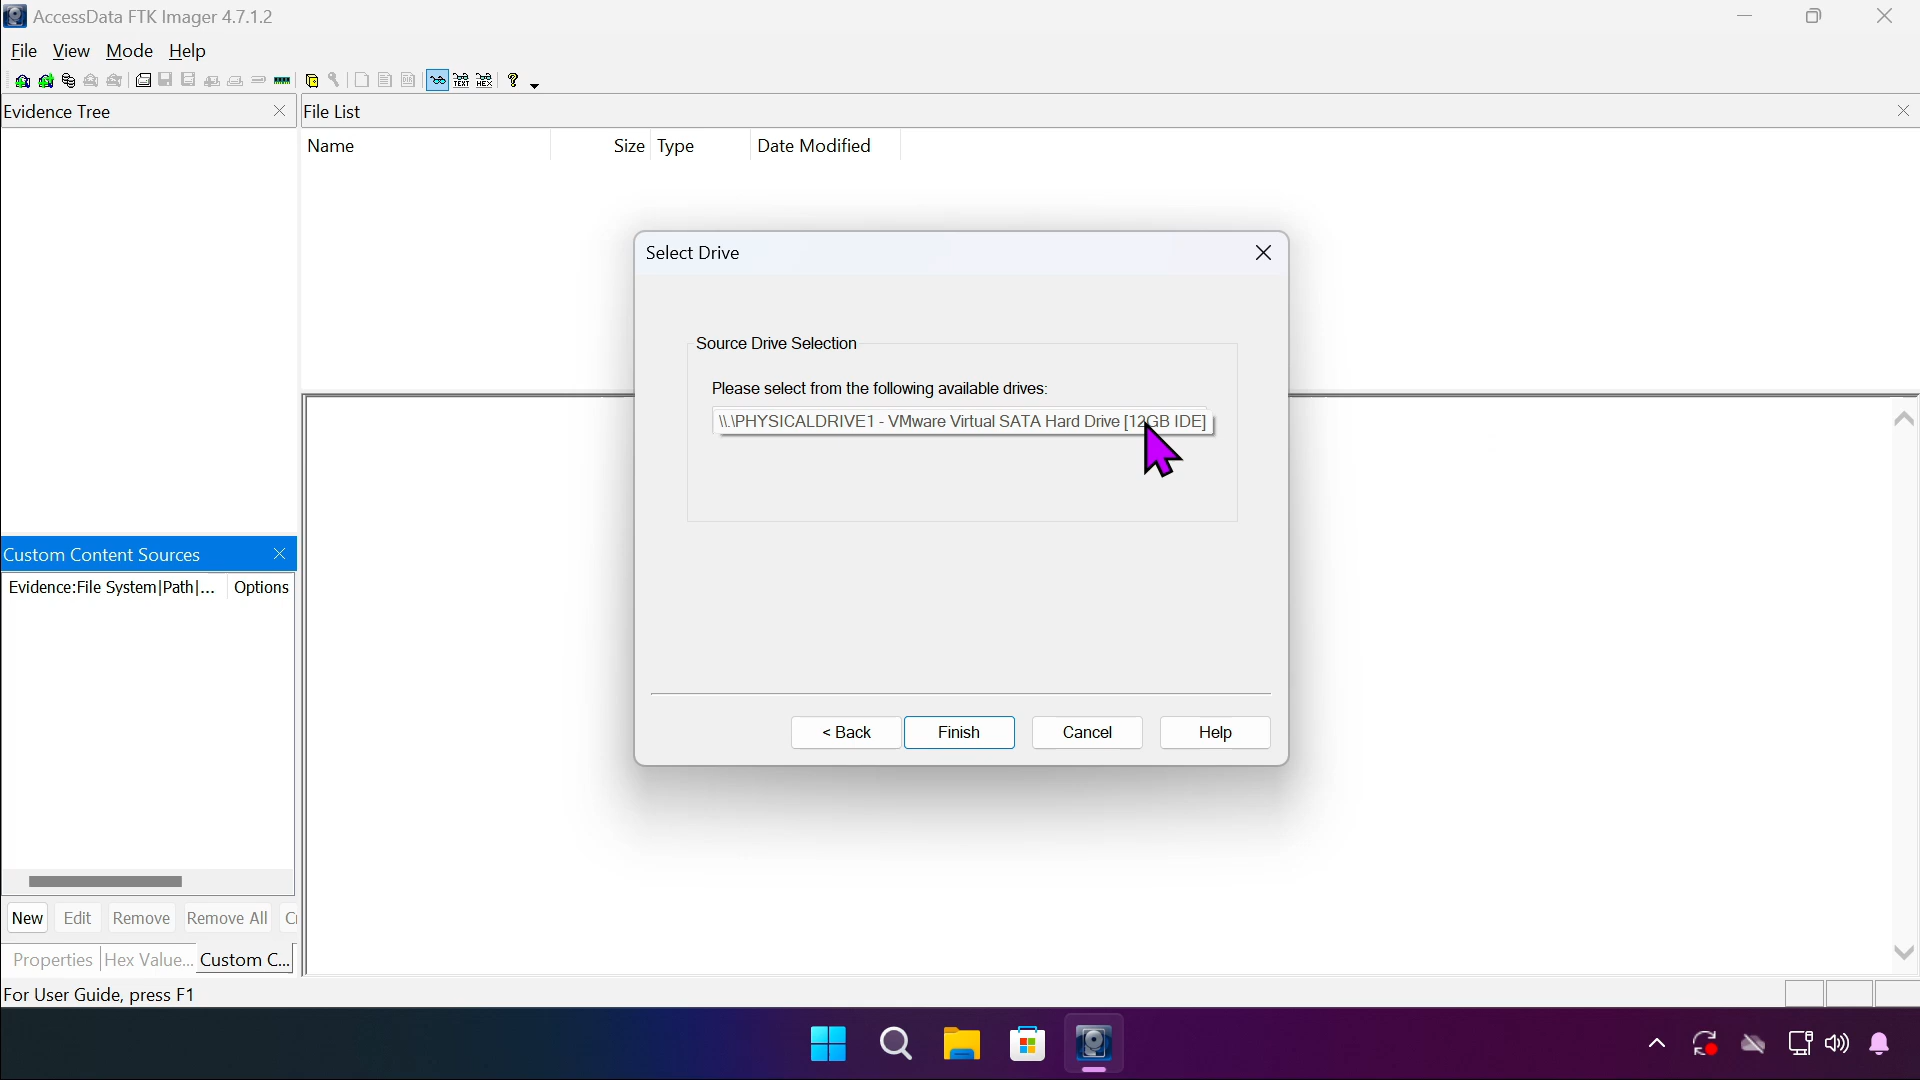 AccessData FTK Imager 4.7.1.2
File View Mode Help
TEXT HEX ?
Evidence Tree
File List
Name Size Type Date Modified
Select Drive
Source Drive Selection
Please select from the following available drives:
\\.\PHYSICALDRIVE1 - VMware Virtual SATA Hard Drive [12GB IDE]
< Back Finish Cancel Help
Custom Content Sources
Evidence:File System|Path|... Options
New Edit Remove Remove All
Properties Hex Value... Custom C...
For User Guide, press F1